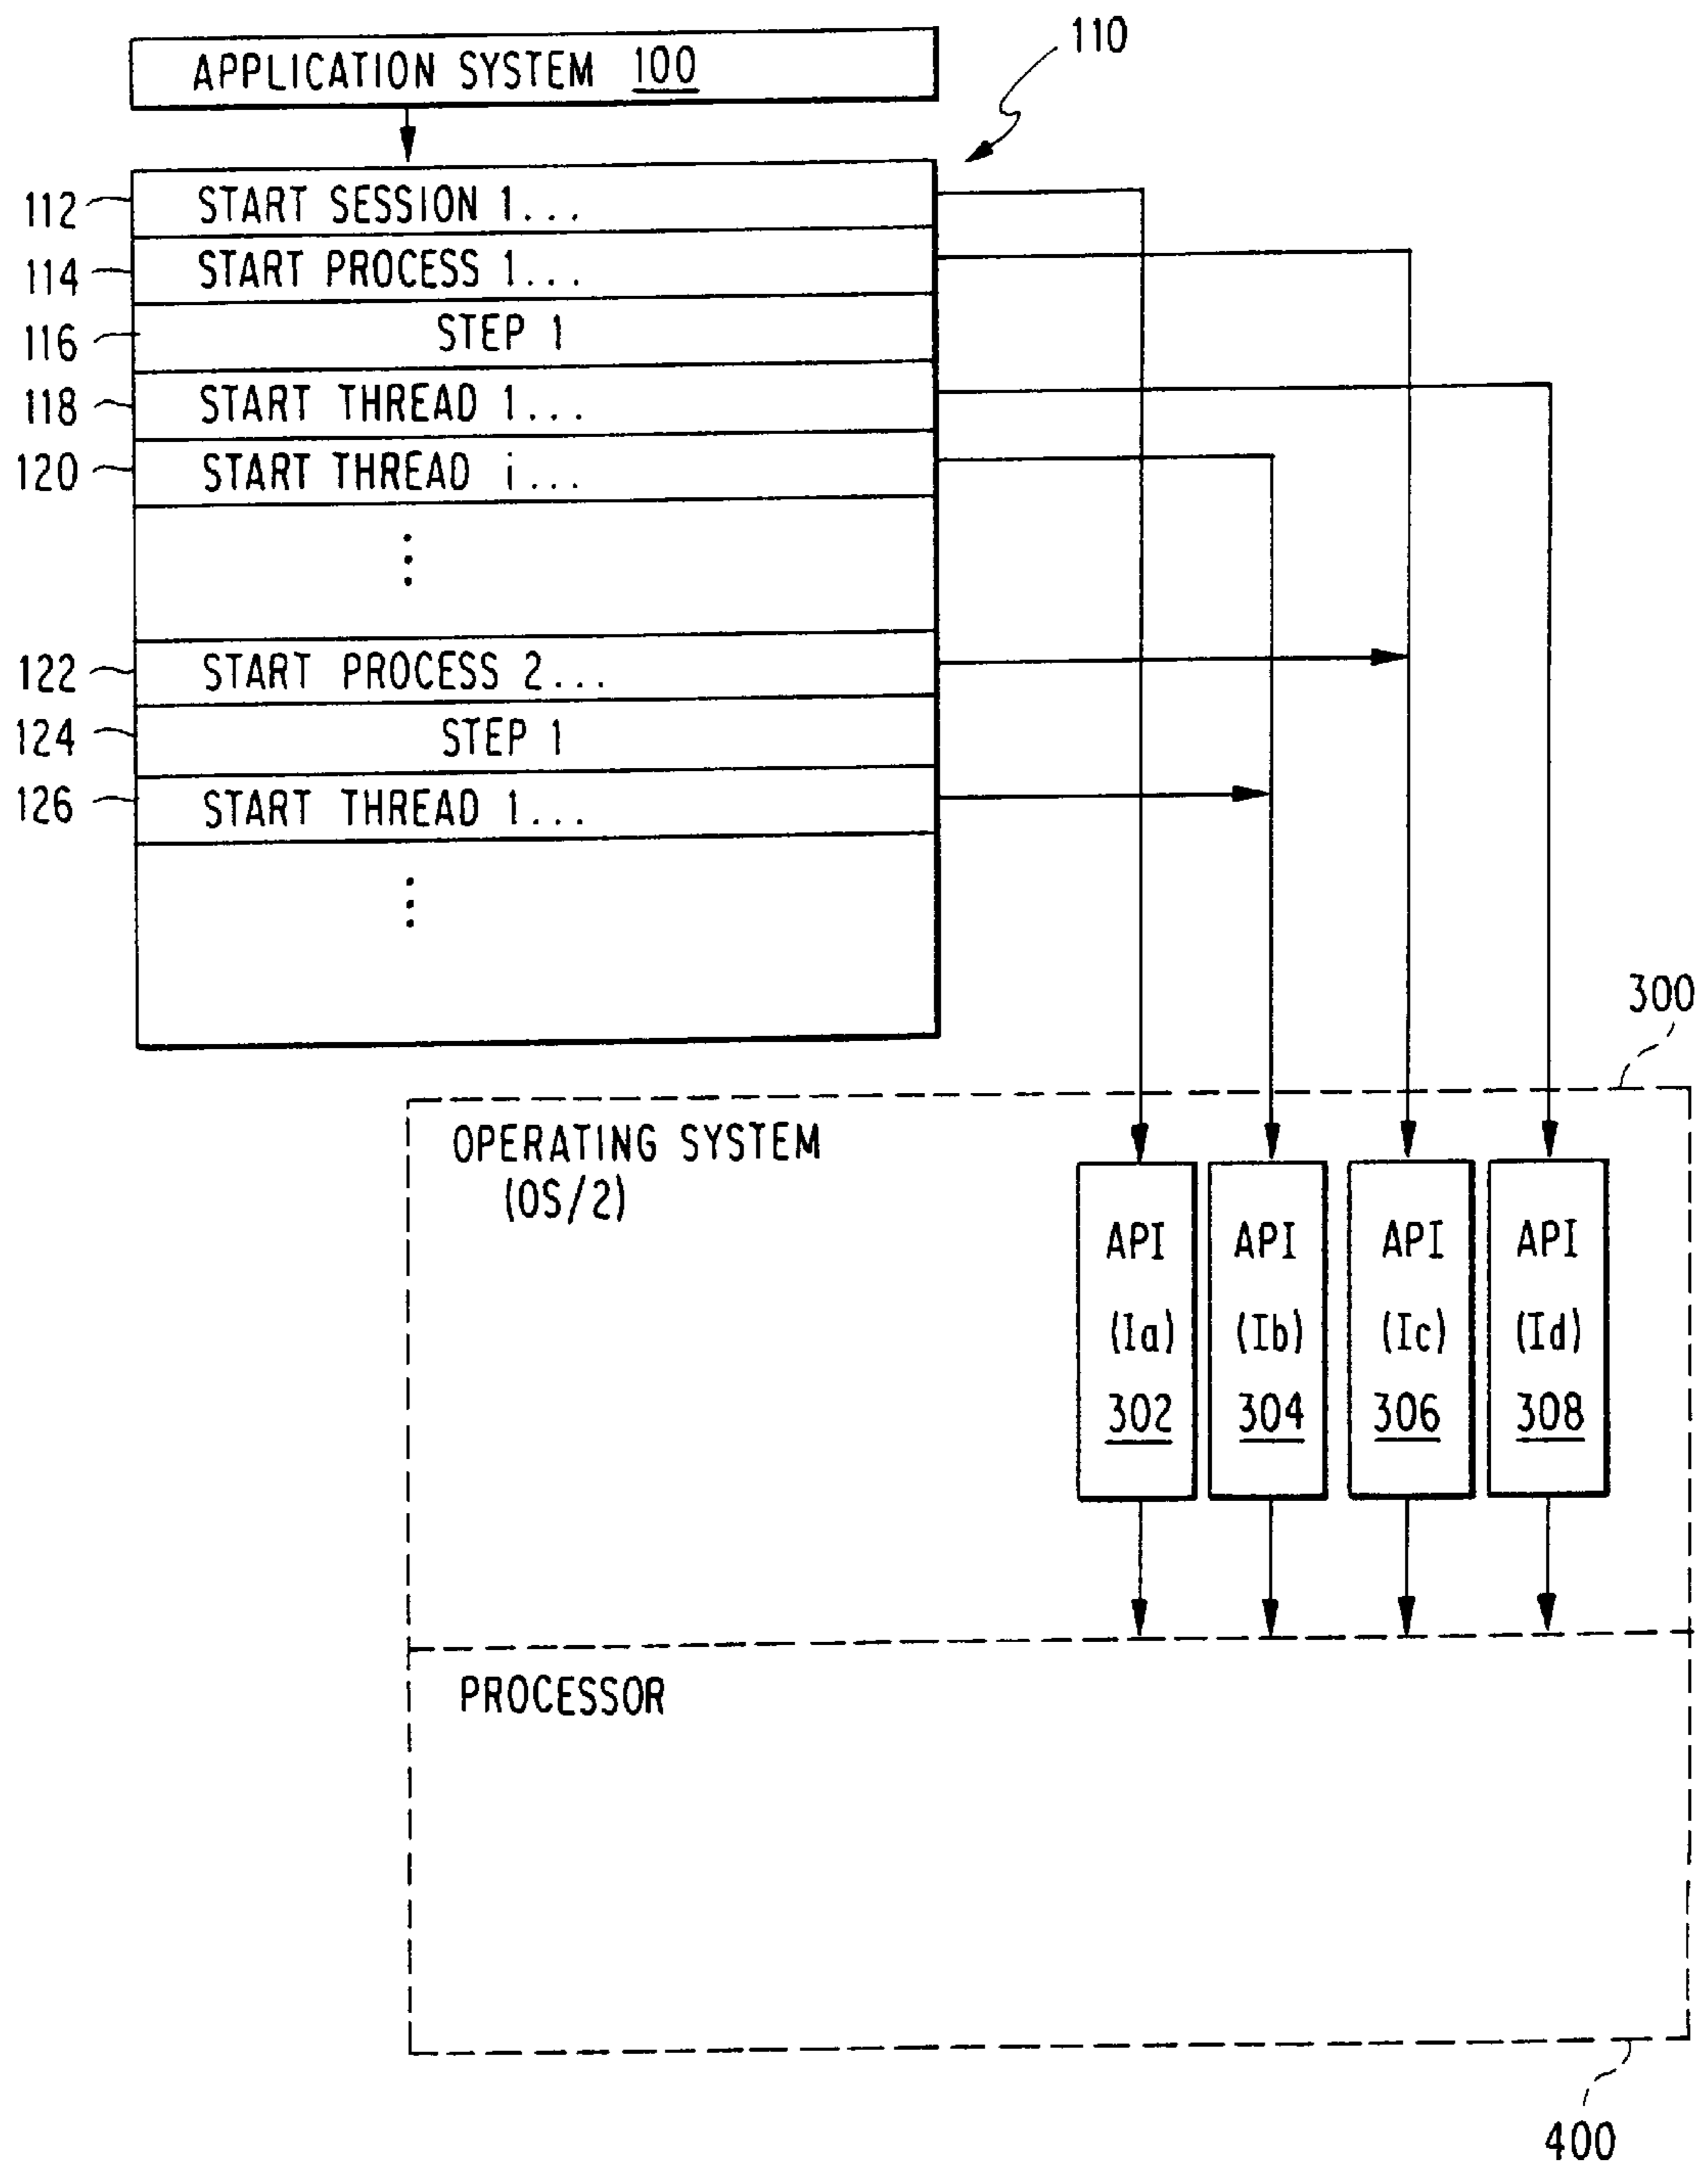 APPLICATION SYSTEM 100
110
112 START SESSION 1...
114 START PROCESS 1...
116 STEP 1
118 START THREAD 1...
120 START THREAD i...
122 START PROCESS 2...
124 STEP 1
126 START THREAD 1...
300
OPERATING SYSTEM
(OS/2)
API (Ia) 302
API (Ib) 304
API (Ic) 306
API (Id) 308
PROCESSOR
400